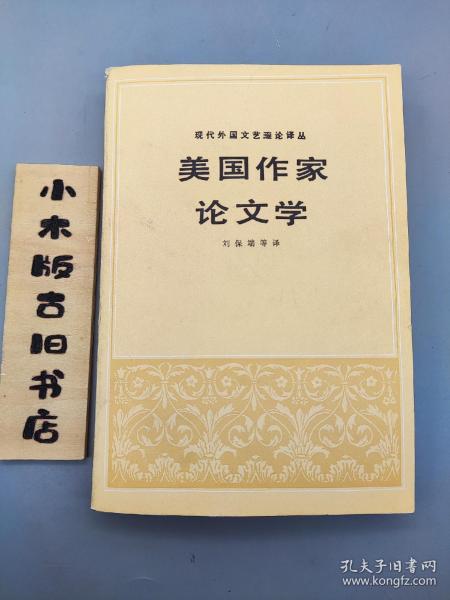 现代外国文艺理论译丛
美国作家
论文学
刘保端等译
小木版古旧书店
孔夫子旧书网
www.kongfz.com